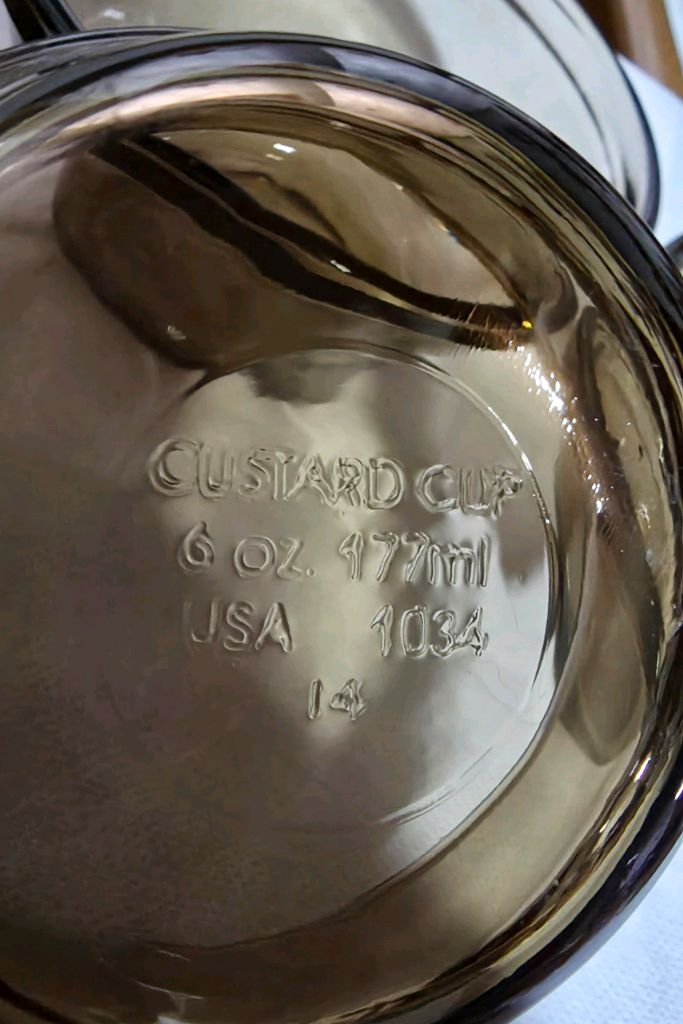 CUSTARD CUP
6 OZ. 177ml
USA 1034
14